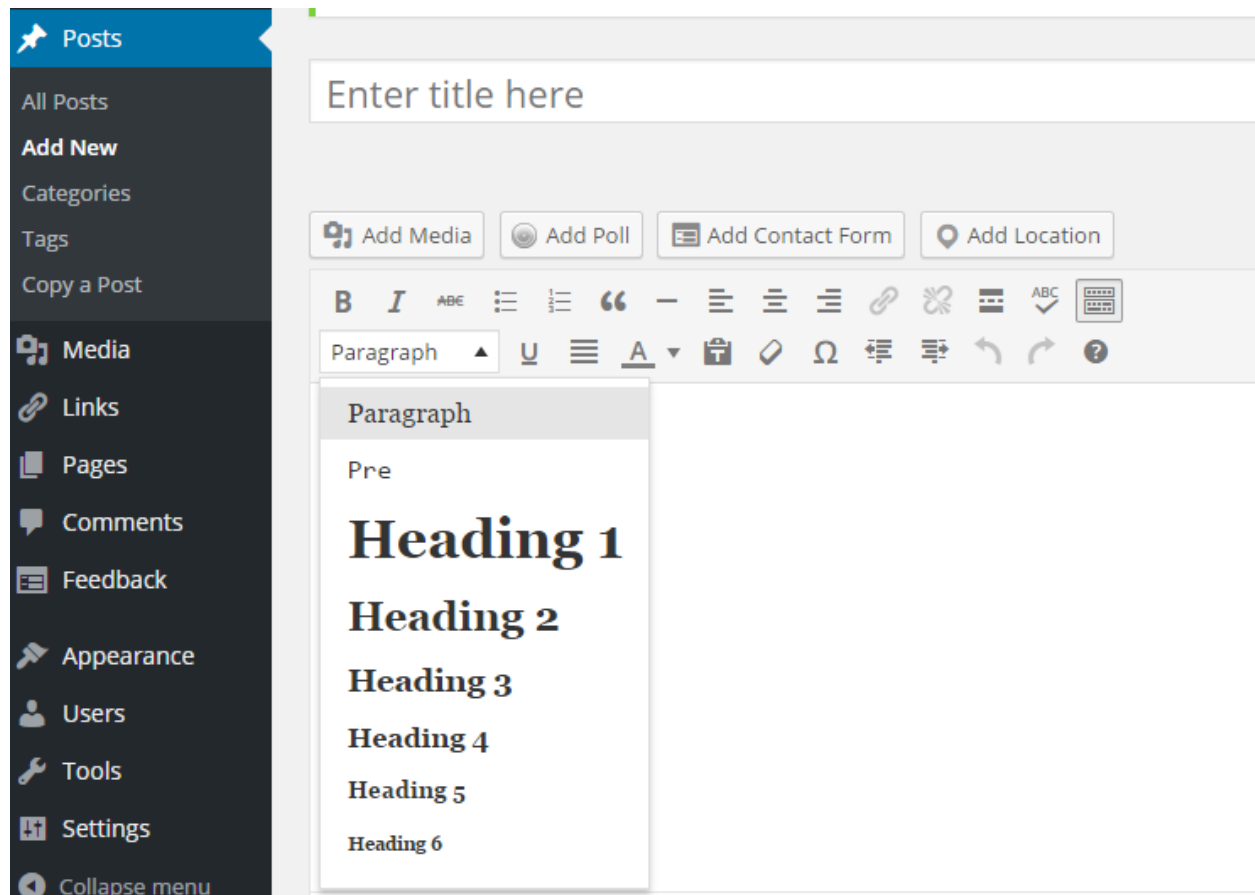 Posts
All Posts
Add New
Categories
Tags
Copy a Post
Media
Links
Pages
Comments
Feedback
Appearance
Users
Tools
Settings
Collapse menu
Enter title here
Add Media Add Poll Add Contact Form Add Location
B I ABE “ ABC
Paragraph U A T Ω ?
Paragraph
Pre
Heading 1
Heading 2
Heading 3
Heading 4
Heading 5
Heading 6